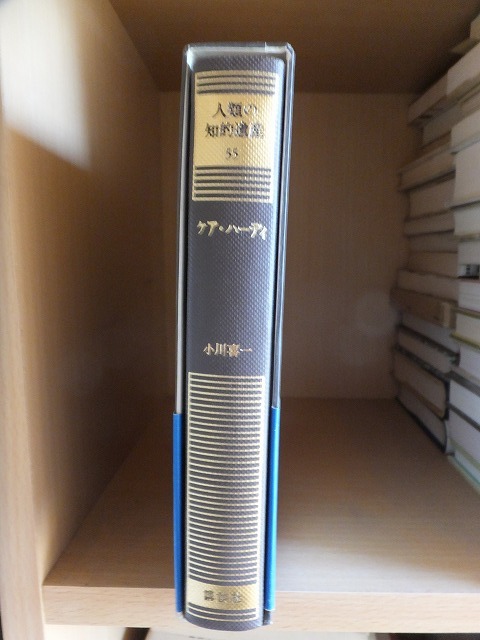 人類の
知的遺産
55
ケア・ハーディ
小川喜一
講談社